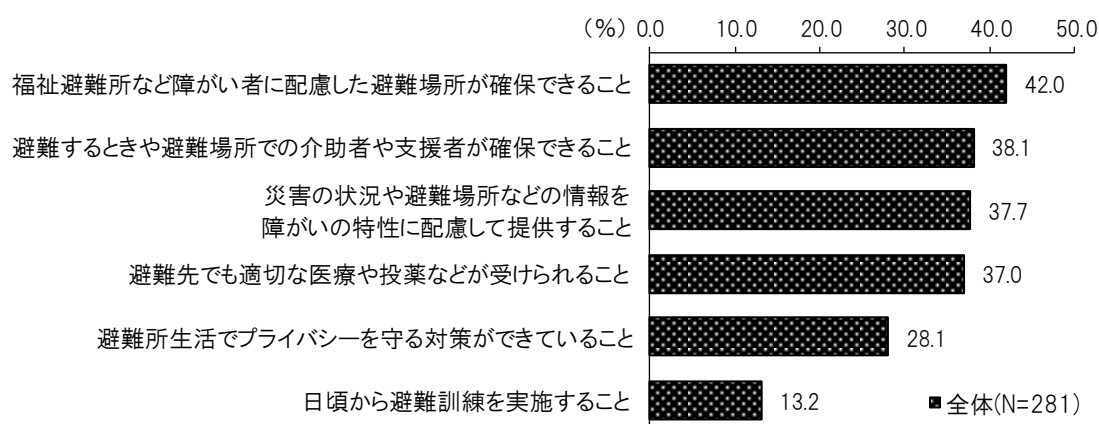 (%) 0.0 10.0 20.0 30.0 40.0 50.0
福祉避難所など障がい者に配慮した避難場所が確保できること 42.0
避難するときや避難場所での介助者や支援者が確保できること 38.1
災害の状況や避難場所などの情報を
障がいの特性に配慮して提供すること 37.7
避難先でも適切な医療や投薬などが受けられること 37.0
避難所生活でプライバシーを守る対策ができていること 28.1
日頃から避難訓練を実施すること 13.2
全体(N=281)